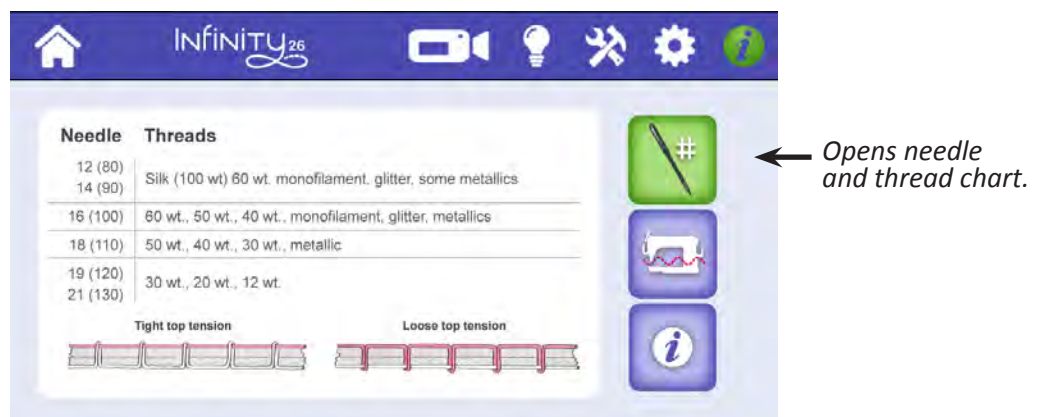 INFINITY 26
i
Needle Threads
12 (80)
14 (90)
Silk (100 wt) 60 wt. monofilament, glitter, some metallics
16 (100) 60 wt., 50 wt., 40 wt., monofilament, glitter, metallics
18 (110) 50 wt., 40 wt., 30 wt., metallic
19 (120)
21 (130)
30 wt., 20 wt., 12 wt.
Tight top tension Loose top tension
#
i
Opens needle
and thread chart.